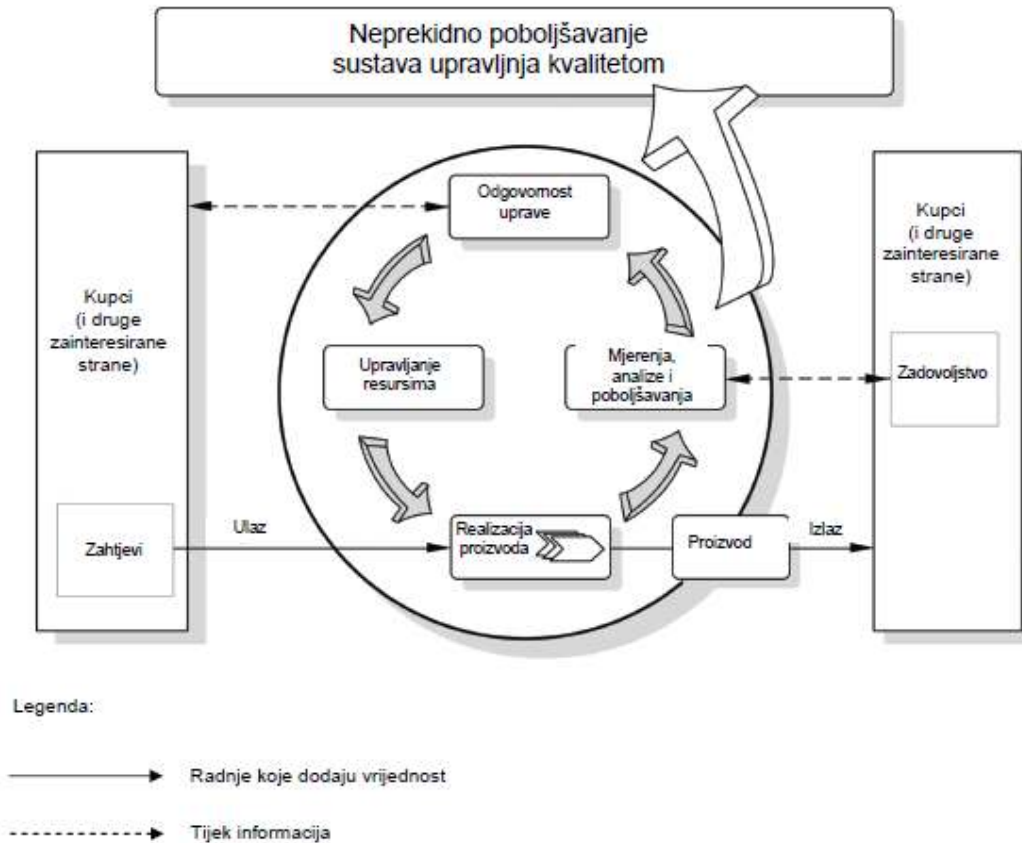 Neprekidno poboljšavanje
sustava upravljnja kvalitetom
Odgovornost
uprave
Kupci
(i druge
zainteresirane
strane)
Kupci
(i druge
zainteresirane
strane)
Upravljanje
resursima
Mjerenja,
analize i
poboljšavanja
Zadovoljstvo
Zahtjevi
Ulaz
Realizacija
proizvoda
Proizvod
Izlaz
Legenda:
Radnje koje dodaju vrijednost
Tijek informacija